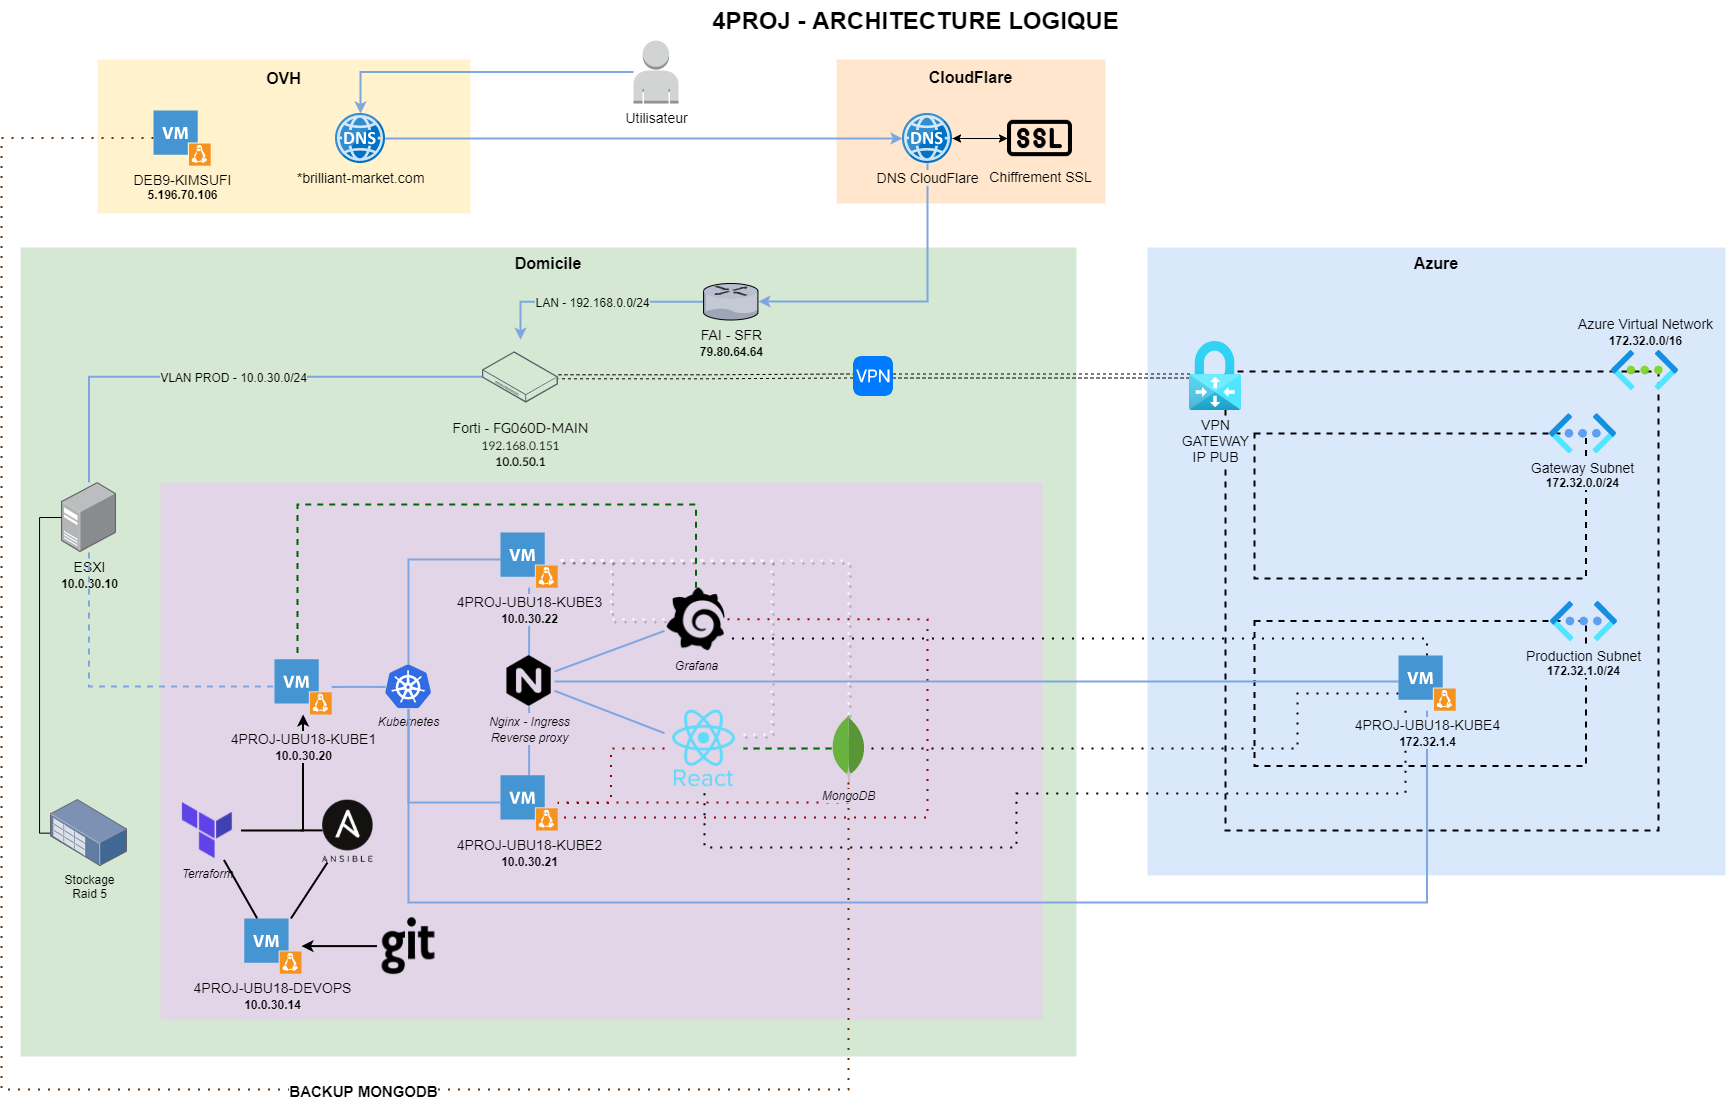 4PROJ - ARCHITECTURE LOGIQUE
OVH
VM
DEB9-KIMSUFI
5.196.70.106
DNS
*brilliant-market.com
Utilisateur
CloudFlare
DNS
DNS CloudFlare
SSL
Chiffrement SSL
Domicile
LAN - 192.168.0.0/24
FAI - SFR
79.80.64.64
VLAN PROD - 10.0.30.0/24
Forti - FG060D-MAIN
192.168.0.151
10.0.50.1
VPN
ESXI
10.0.30.10
Stockage
Raid 5
VM
4PROJ-UBU18-KUBE3
10.0.30.22
Grafana
VM
4PROJ-UBU18-KUBE1
10.0.30.20
Kubernetes
N
Nginx - Ingress
Reverse proxy
React
MongoDB
VM
4PROJ-UBU18-KUBE2
10.0.30.21
Terraform
A
ANSIBLE
VM
4PROJ-UBU18-DEVOPS
10.0.30.14
git
BACKUP MONGODB
Azure
Azure Virtual Network
172.32.0.0/16
VPN
GATEWAY
IP PUB
Gateway Subnet
172.32.0.0/24
Production Subnet
172.32.1.0/24
VM
4PROJ-UBU18-KUBE4
172.32.1.4